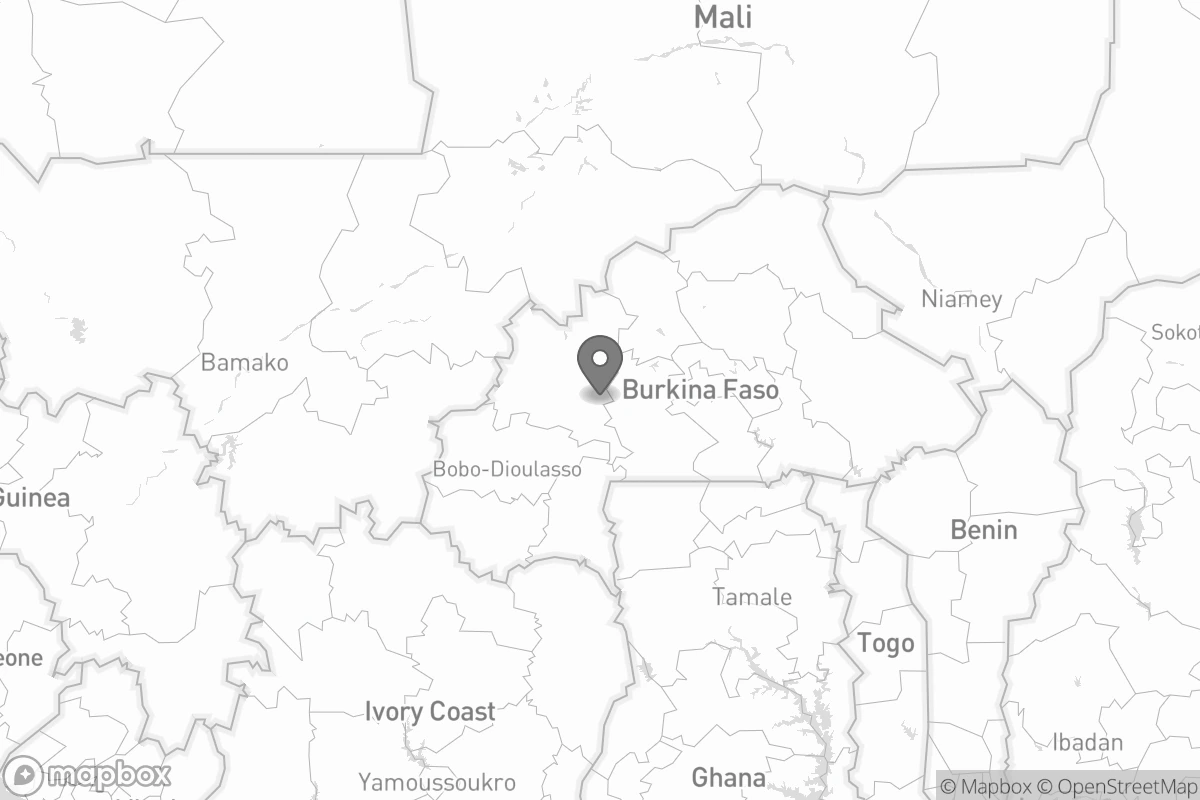 Mali
Niamey
Sokot
Bamako
Burkina Faso
Bobo-Dioulasso
Guinea
Benin
Tamale
Togo
eone
Ivory Coast
Ibadan
Yamoussoukro
Ghana
mapbox
© Mapbox © OpenStreetMap